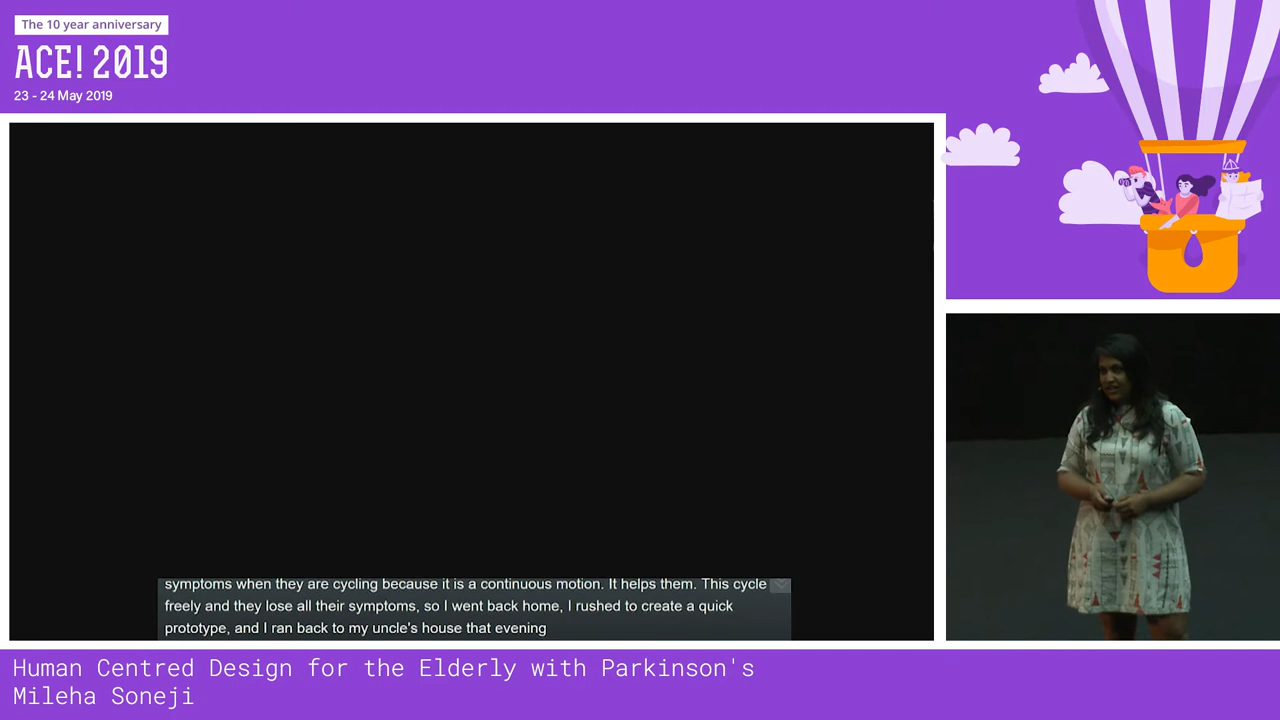 The 10 year anniversary
ACE! 2019
23 - 24 May 2019
symptoms when they are cycling because it is a continuous motion. It helps them. This cycle
freely and they lose all their symptoms, so I went back home, I rushed to create a quick
prototype, and I ran back to my uncle's house that evening
Human Centred Design for the Elderly with Parkinson's
Mileha Soneji